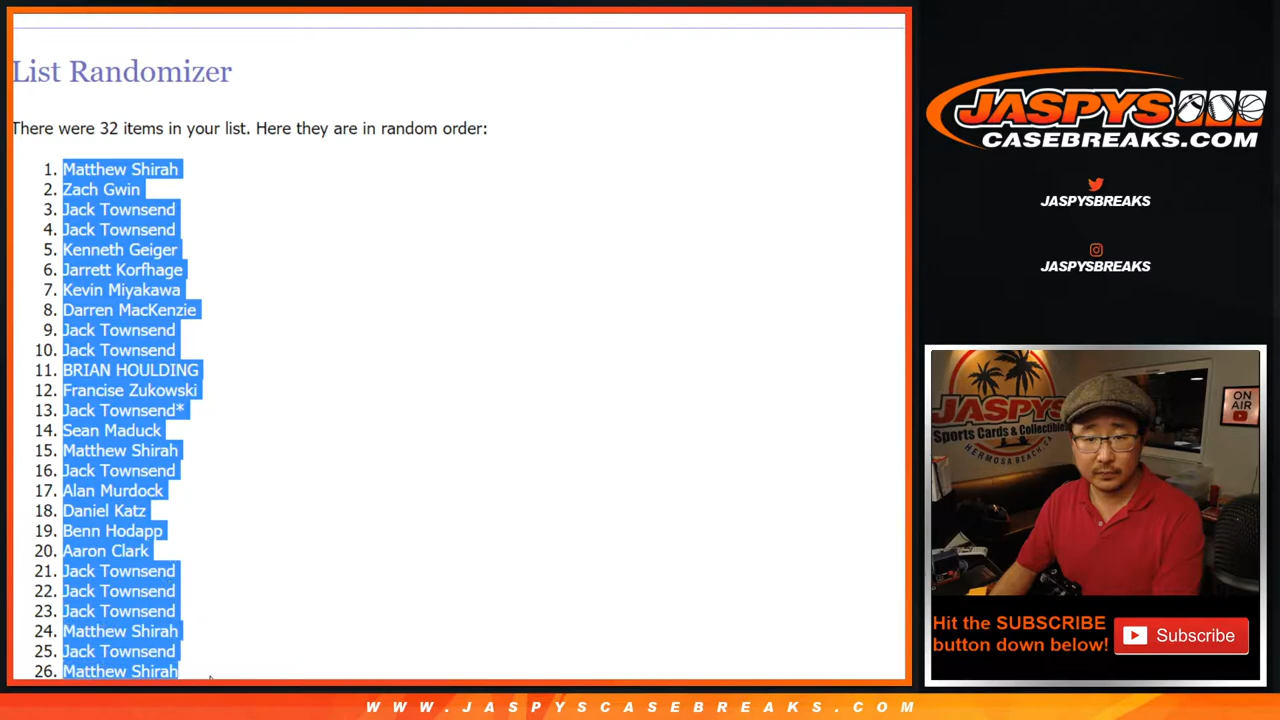 List Randomizer
There were 32 items in your list. Here they are in random order:
1. Matthew Shirah
2. Zach Gwin
3. Jack Townsend
4. Jack Townsend
5. Kenneth Geiger
6. Jarrett Korfhage
7. Kevin Miyakawa
8. Darren MacKenzie
9. Jack Townsend
10. Jack Townsend
11. BRIAN HOULDING
12. Francise Zukowski
13. Jack Townsend*
14. Sean Maduck
15. Matthew Shirah
16. Jack Townsend
17. Alan Murdock
18. Daniel Katz
19. Benn Hodapp
20. Aaron Clark
21. Jack Townsend
22. Jack Townsend
23. Jack Townsend
24. Matthew Shirah
25. Jack Townsend
26. Matthew Shirah
JASPYS
CASEBREAKS.COM
JASPYSBREAKS
JASPYSBREAKS
JASPYS
Sports Cards & Collectibles
HERMOSA BEACH, CA
ON
AIR
Hit the SUBSCRIBE
button down below!
Subscribe
WWW.JASPYSCASEBREAKS.COM